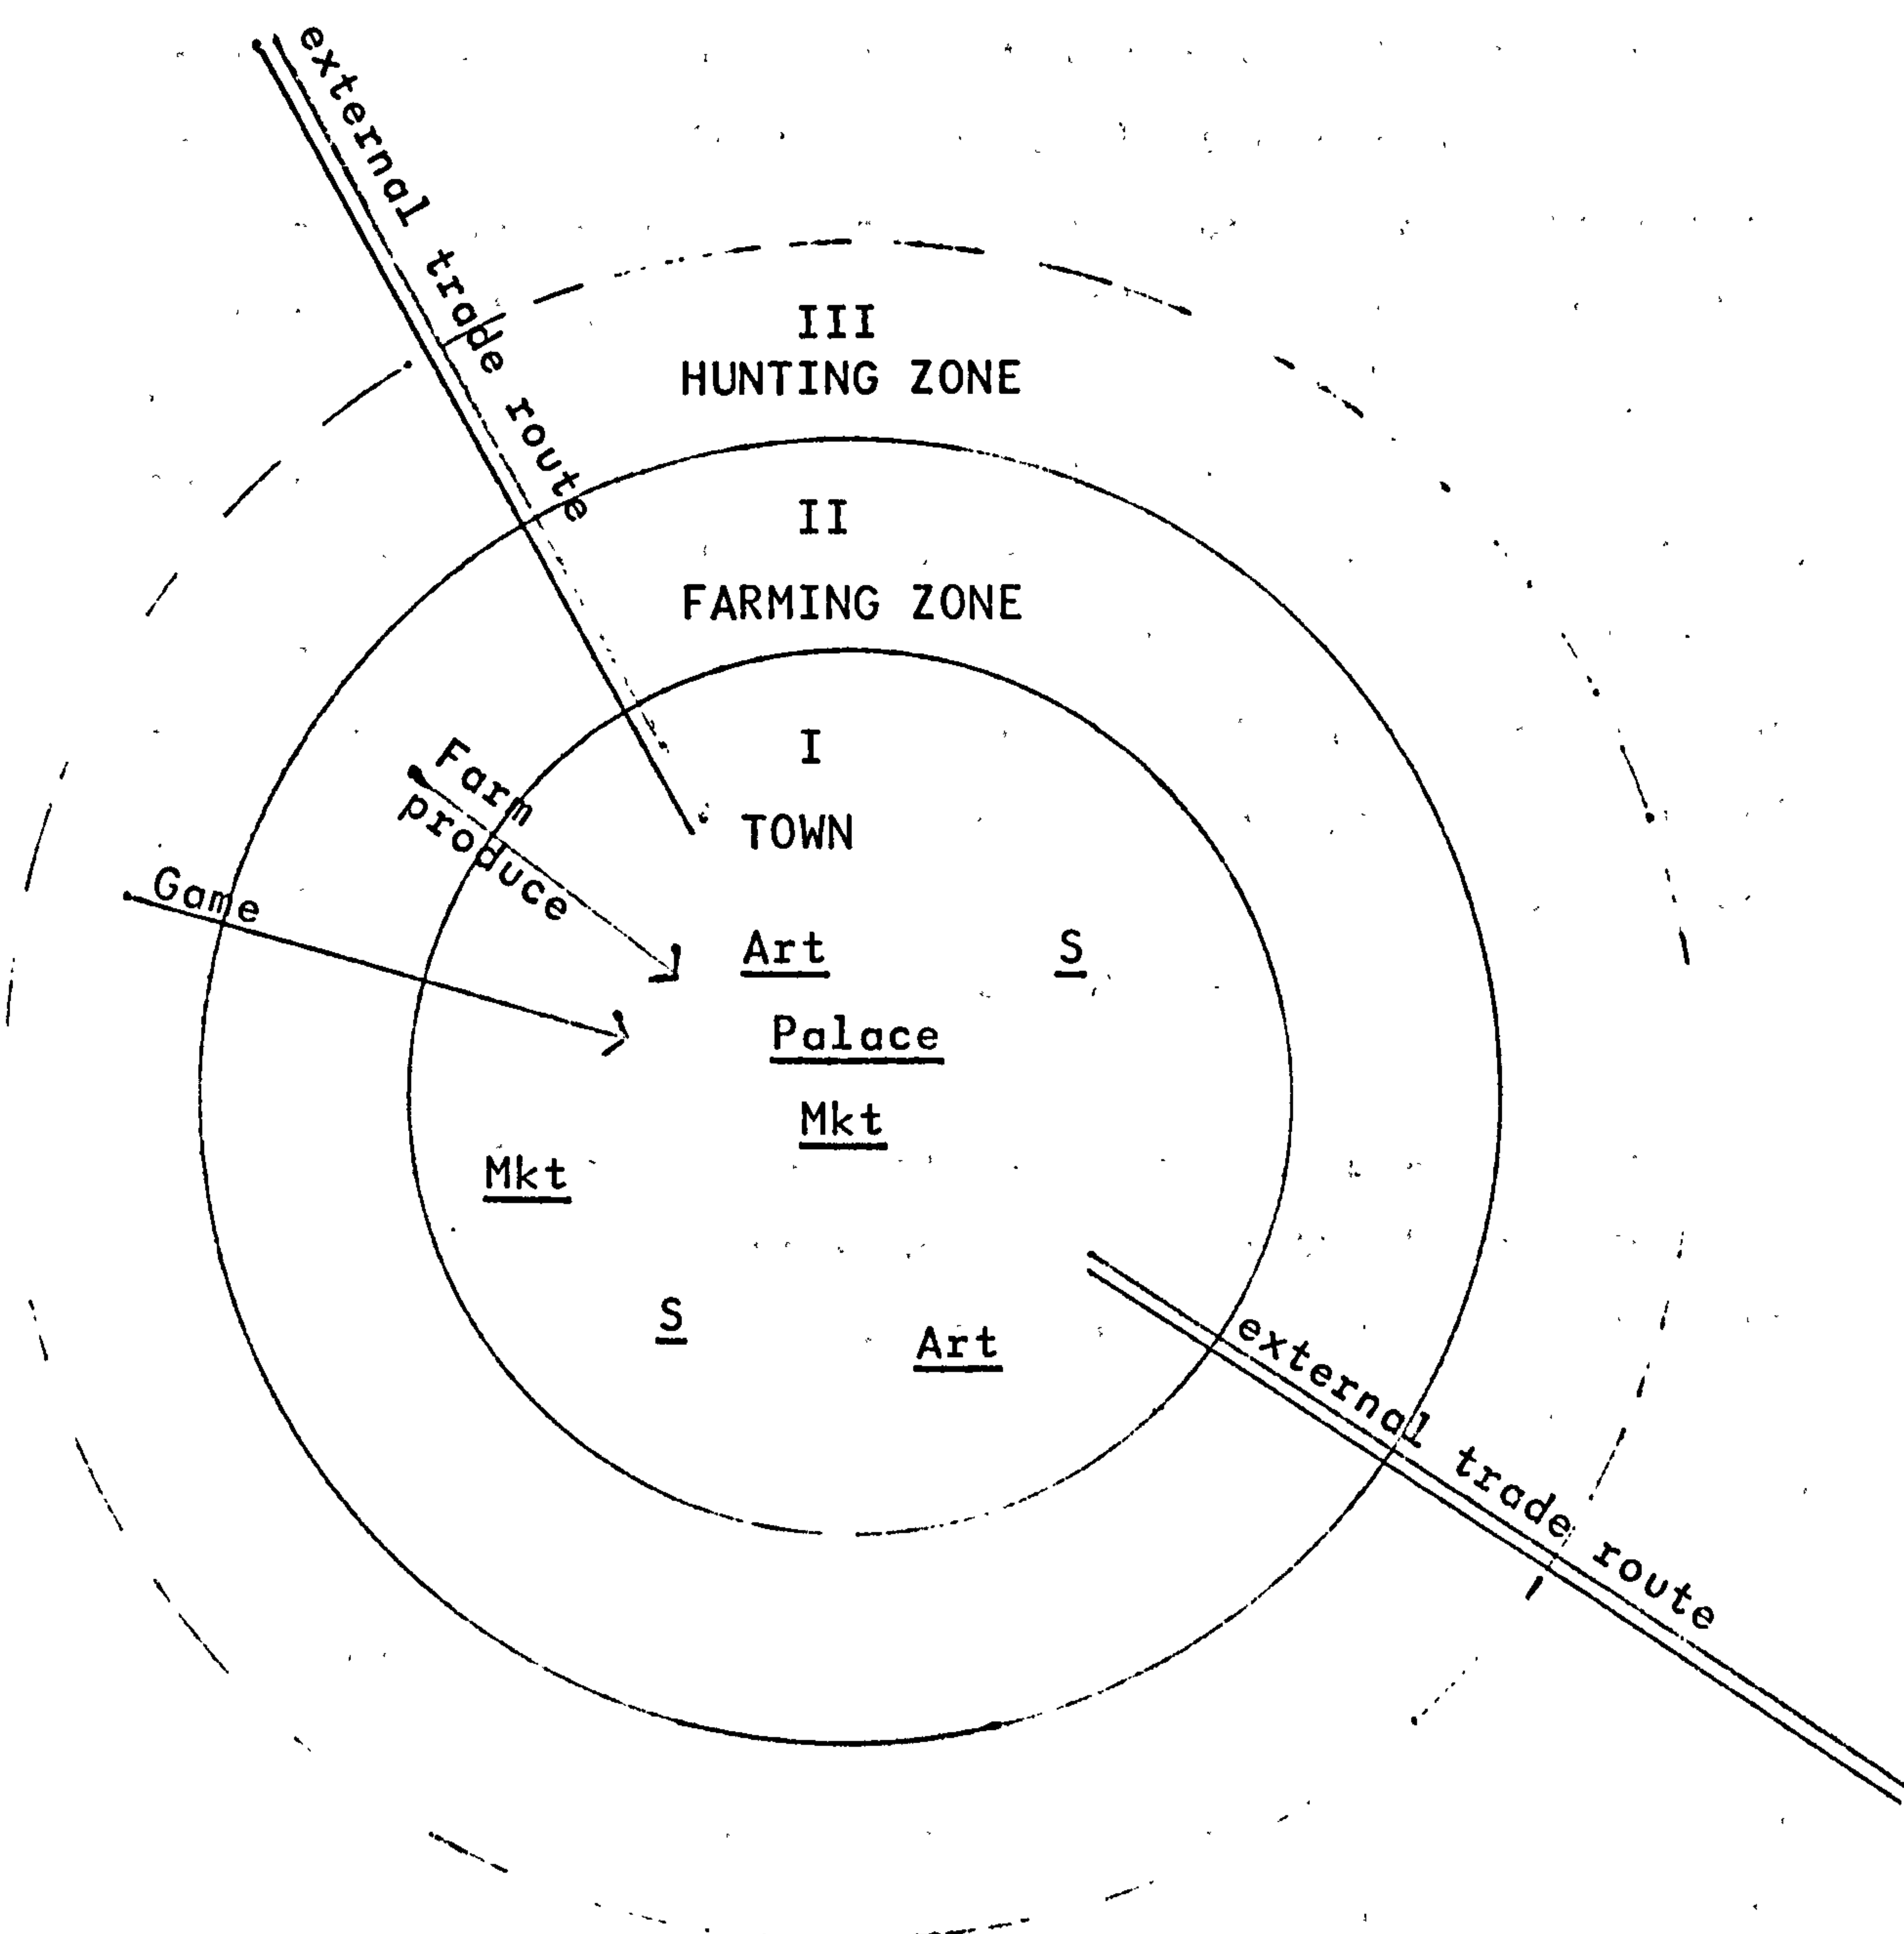 external trade route
III
HUNTING ZONE
II
FARMING ZONE
I
TOWN
Farm
produce
Game
Art
S
Palace
Mkt
Mkt
S
Art
external trade route